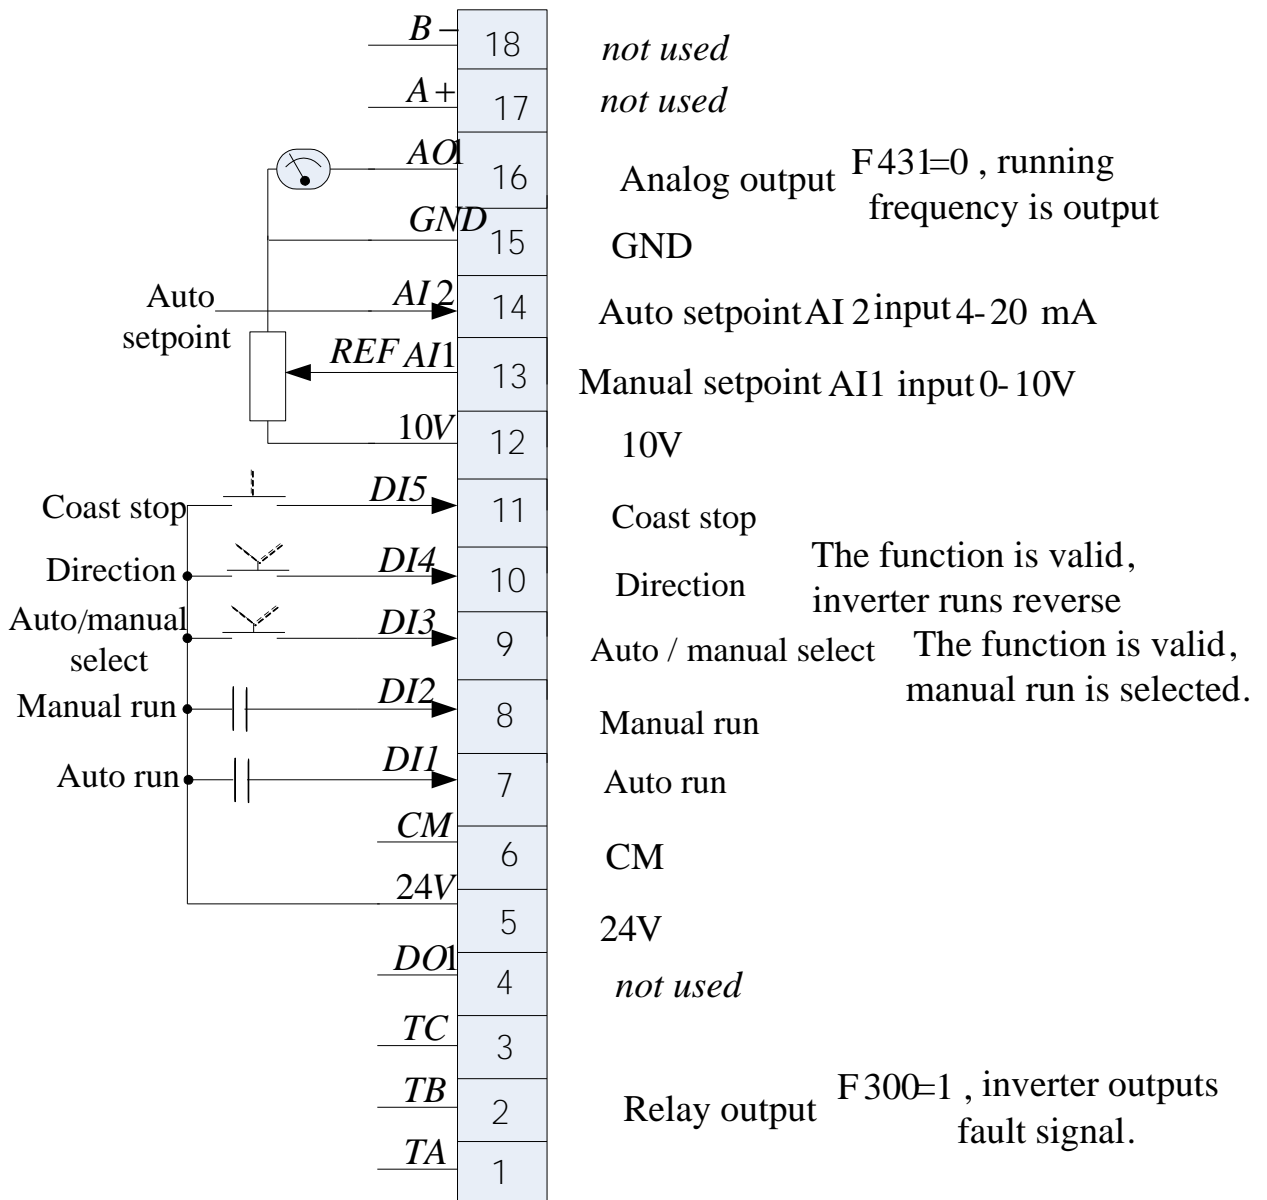 B − 18 not used
A+ 17 not used
AO1 16 Analog output F431=0 , running
frequency is output
GND 15 GND
Auto
setpoint
AI2 14 Auto setpoint AI 2 input 4-20 mA
REF AI1 13 Manual setpoint AI1 input 0-10V
10V 12 10V
Coast stop DI5 11 Coast stop
Direction DI4 10 Direction The function is valid,
inverter runs reverse
Auto/manual
select
DI3 9 Auto / manual select The function is valid,
manual run is selected.
Manual run DI2 8 Manual run
Auto run DI1 7 Auto run
CM 6 CM
24V 5 24V
DO1 4 not used
TC 3
TB 2 Relay output F300=1 , inverter outputs
fault signal.
TA 1